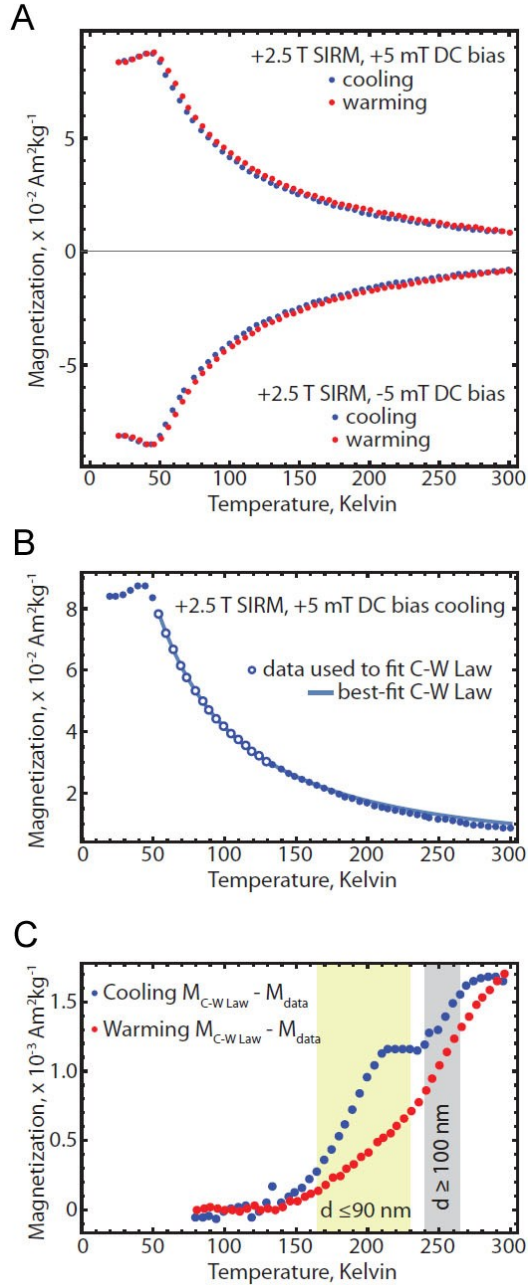 A
+2.5 T SIRM, +5 mT DC bias
cooling
warming
5
0
-5
Magnetization, x 10⁻² Am²kg⁻¹
+2.5 T SIRM, -5 mT DC bias
cooling
warming
0 50 100 150 200 250 300
Temperature, Kelvin
B
+2.5 T SIRM, +5 mT DC bias cooling
data used to fit C-W Law
best-fit C-W Law
8
6
4
2
Magnetization, x 10⁻² Am²kg⁻¹
0 50 100 150 200 250 300
Temperature, Kelvin
C
Cooling M_C-W Law - M_data
Warming M_C-W Law - M_data
1.5
1.0
0.5
0
Magnetization, x 10⁻³ Am²kg⁻¹
d ≤90 nm
d ≥ 100 nm
0 50 100 150 200 250 300
Temperature, Kelvin